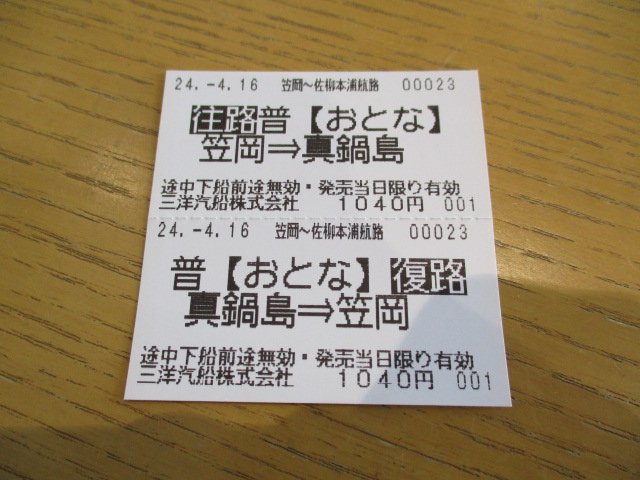 24.-4.16 笠岡～佐柳本浦航路 00023
往路普【おとな】
笠岡⇒真鍋島
途中下船前途無効・発売当日限り有効
三洋汽船株式会社 1040円 001
24.-4.16 笠岡～佐柳本浦航路 00023
普【おとな】復路
真鍋島⇒笠岡
途中下船前途無効・発売当日限り有効
三洋汽船株式会社 1040円 001